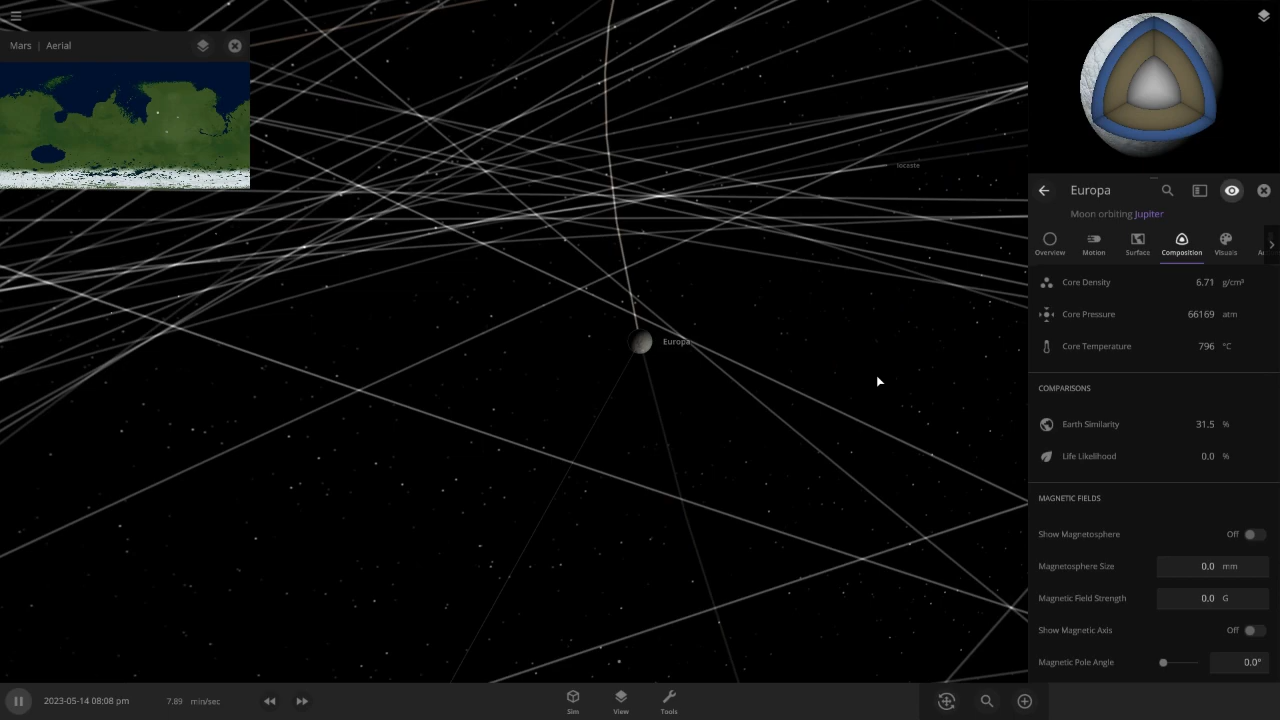 Mars | Aerial
Iocaste
Europa
Europa
Moon orbiting Jupiter
Overview
Motion
Surface
Composition
Visuals
Core Density 6.71 g/cm³
Core Pressure 66169 atm
Core Temperature 796 °C
COMPARISONS
Earth Similarity 31.5 %
Life Likelihood 0.0 %
MAGNETIC FIELDS
Show Magnetosphere Off
Magnetosphere Size 0.0 mm
Magnetic Field Strength 0.0 G
Show Magnetic Axis Off
Magnetic Pole Angle 0.0°
2023-05-14 08:08 pm 7.89 min/sec
Sim
View
Tools